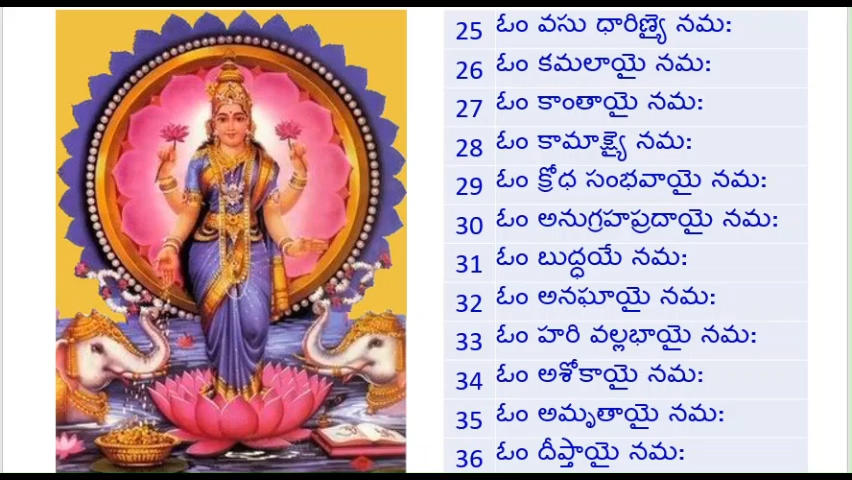 25 ఓం వసు ధారిణ్యై నమ:
26 ఓం కమలాయై నమ:
27 ఓం కాంతాయై నమ:
28 ఓం కామాక్ష్యై నమ:
29 ఓం క్రోధ సంభవాయై నమ:
30 ఓం అనుగ్రహప్రదాయై నమ:
31 ఓం బుద్ధయే నమ:
32 ఓం అనఘాయై నమ:
33 ఓం హరి వల్లభాయై నమ:
34 ఓం అశోకాయై నమ:
35 ఓం అమృతాయై నమ:
36 ఓం దీప్తాయై నమ: